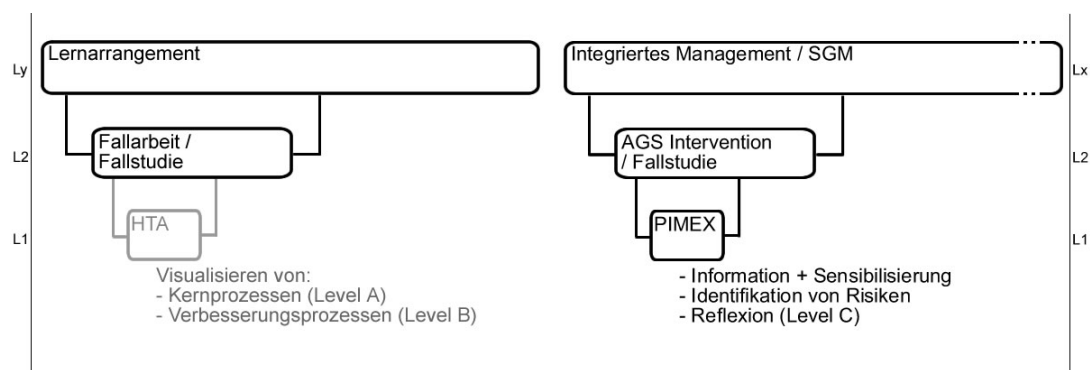 Lernarrangement
Integriertes Management / SGM
Ly
Lx
Fallarbeit /
Fallstudie
AGS Intervention
/ Fallstudie
L2
L2
HTA
PIMEX
L1
L1
Visualisieren von:
- Kernprozessen (Level A)
- Verbesserungsprozessen (Level B)
- Information + Sensibilisierung
- Identifikation von Risiken
- Reflexion (Level C)